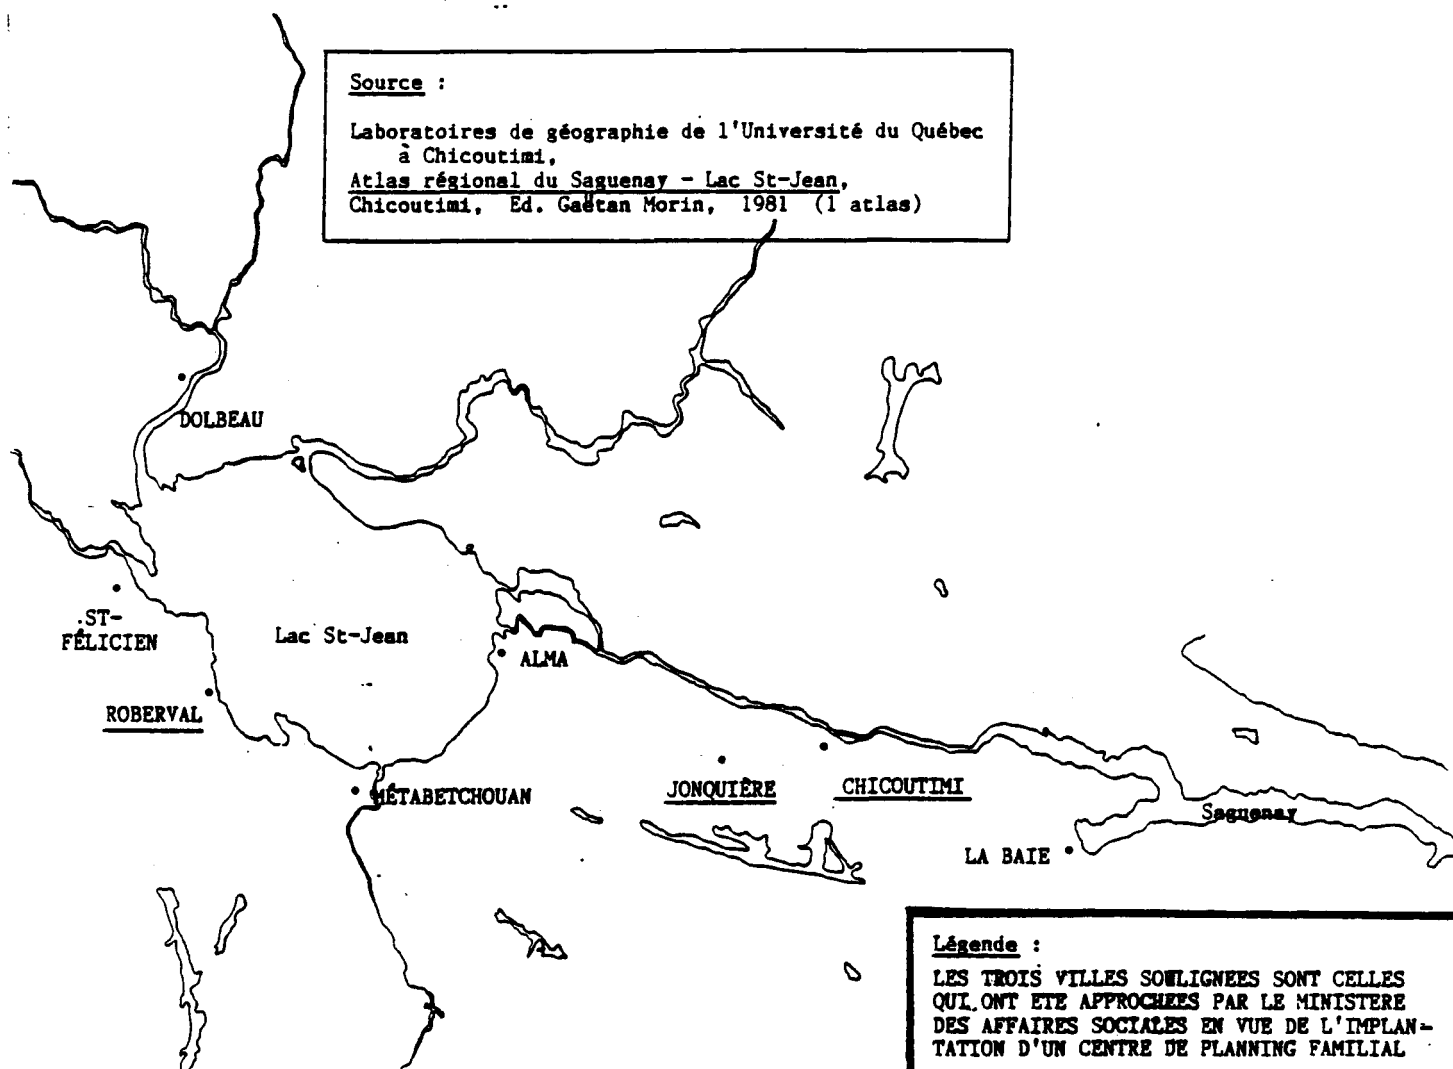 Source :
Laboratoires de géographie de l'Université du Québec
à Chicoutimi,
Atlas régional du Saguenay - Lac St-Jean,
Chicoutimi, Ed. Gaëtan Morin, 1981 (1 atlas)
DOLBEAU
ST-
FÉLICIEN
Lac St-Jean
ALMA
ROBERVAL
MÉTABETCHOUAN
JONQUIÈRE
CHICOUTIMI
Saguenay
LA BAIE
Légende :
LES TROIS VILLES SOULIGNEES SONT CELLES
QUI ONT ETE APPROCHEES PAR LE MINISTERE
DES AFFAIRES SOCIALES EN VUE DE L'IMPLAN-
TATION D'UN CENTRE DE PLANNING FAMILIAL